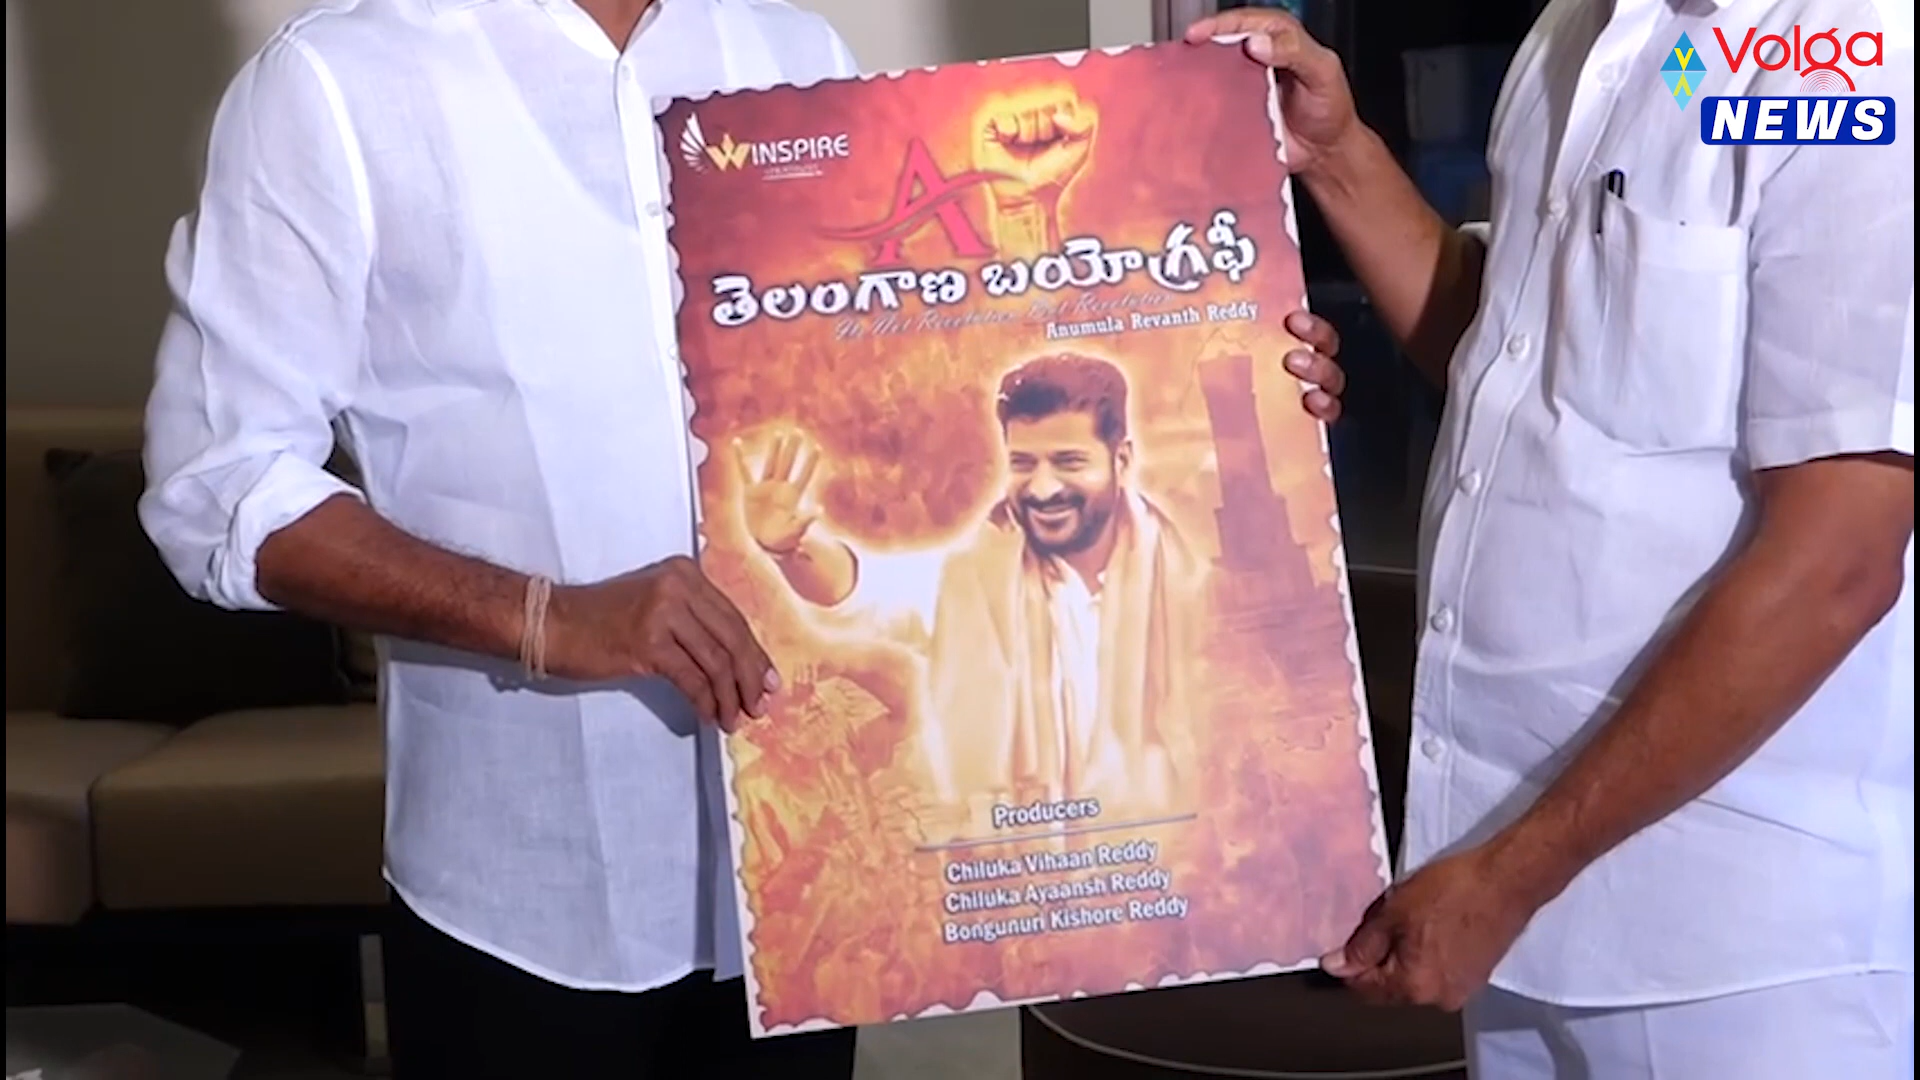 Volga
NEWS
WINSPIRE
A
తెలంగాణ బయోగ్రఫీ
Anumula Revanth Reddy
Producers
Chiluka Vihaan Reddy
Chiluka Ayaansh Reddy
Bongunuri Kishore Reddy